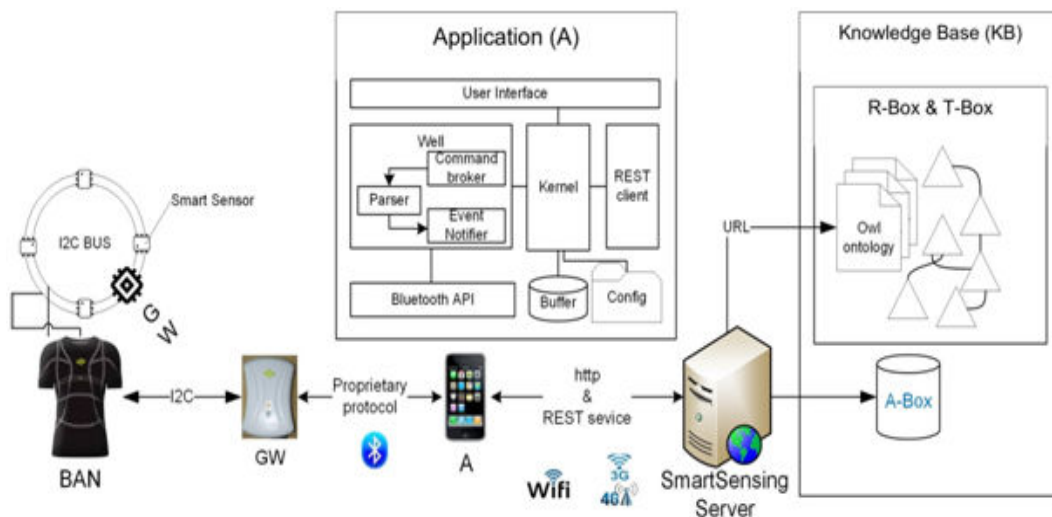 Application (A)
User Interface
Well
Command
broker
Parser
Event
Notifier
Kernel
REST
client
Bluetooth API
Buffer
Config
Knowledge Base (KB)
R-Box & T-Box
Owl
ontology
URL
A-Box
Smart Sensor
I2C BUS
G
W
BAN
I2C
GW
Proprietary
protocol
A
http
&
REST sevice
Wifi
3G
4G
SmartSensing
Server